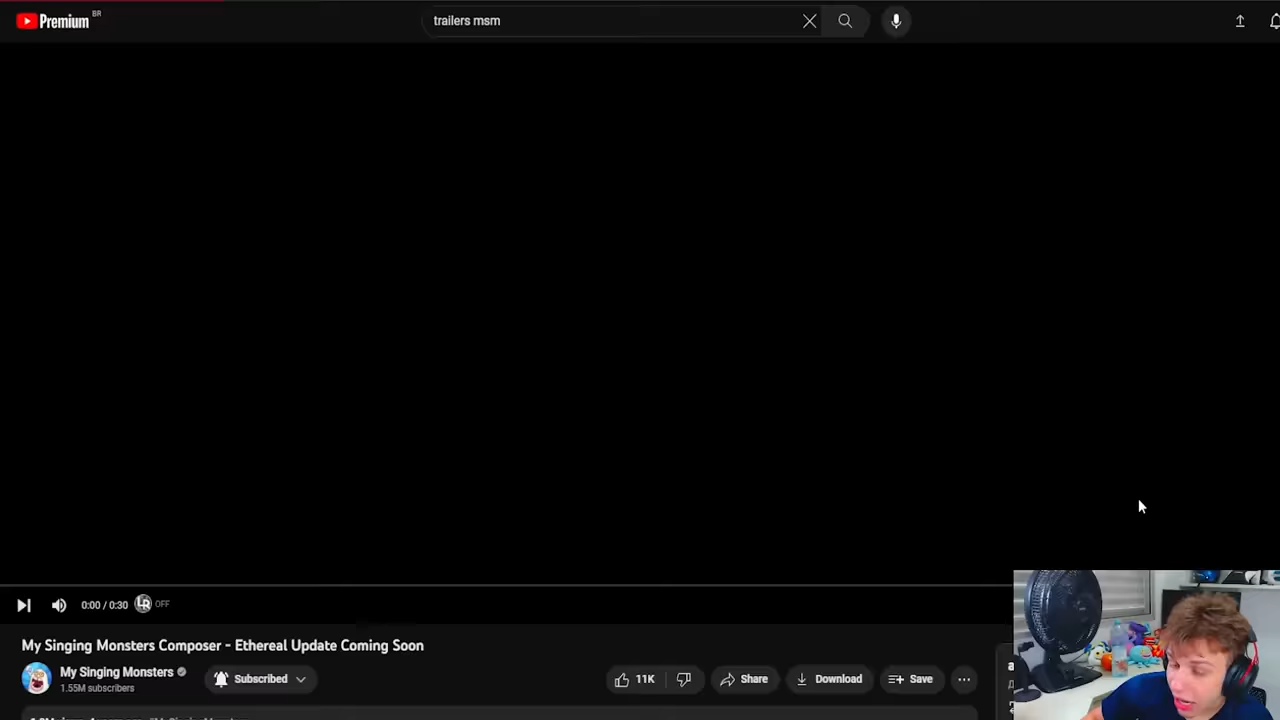 Premium BR
trailers msm
0:00 / 0:30
OFF
My Singing Monsters Composer - Ethereal Update Coming Soon
My Singing Monsters
1.55M subscribers
Subscribed
11K
Share
Download
Save